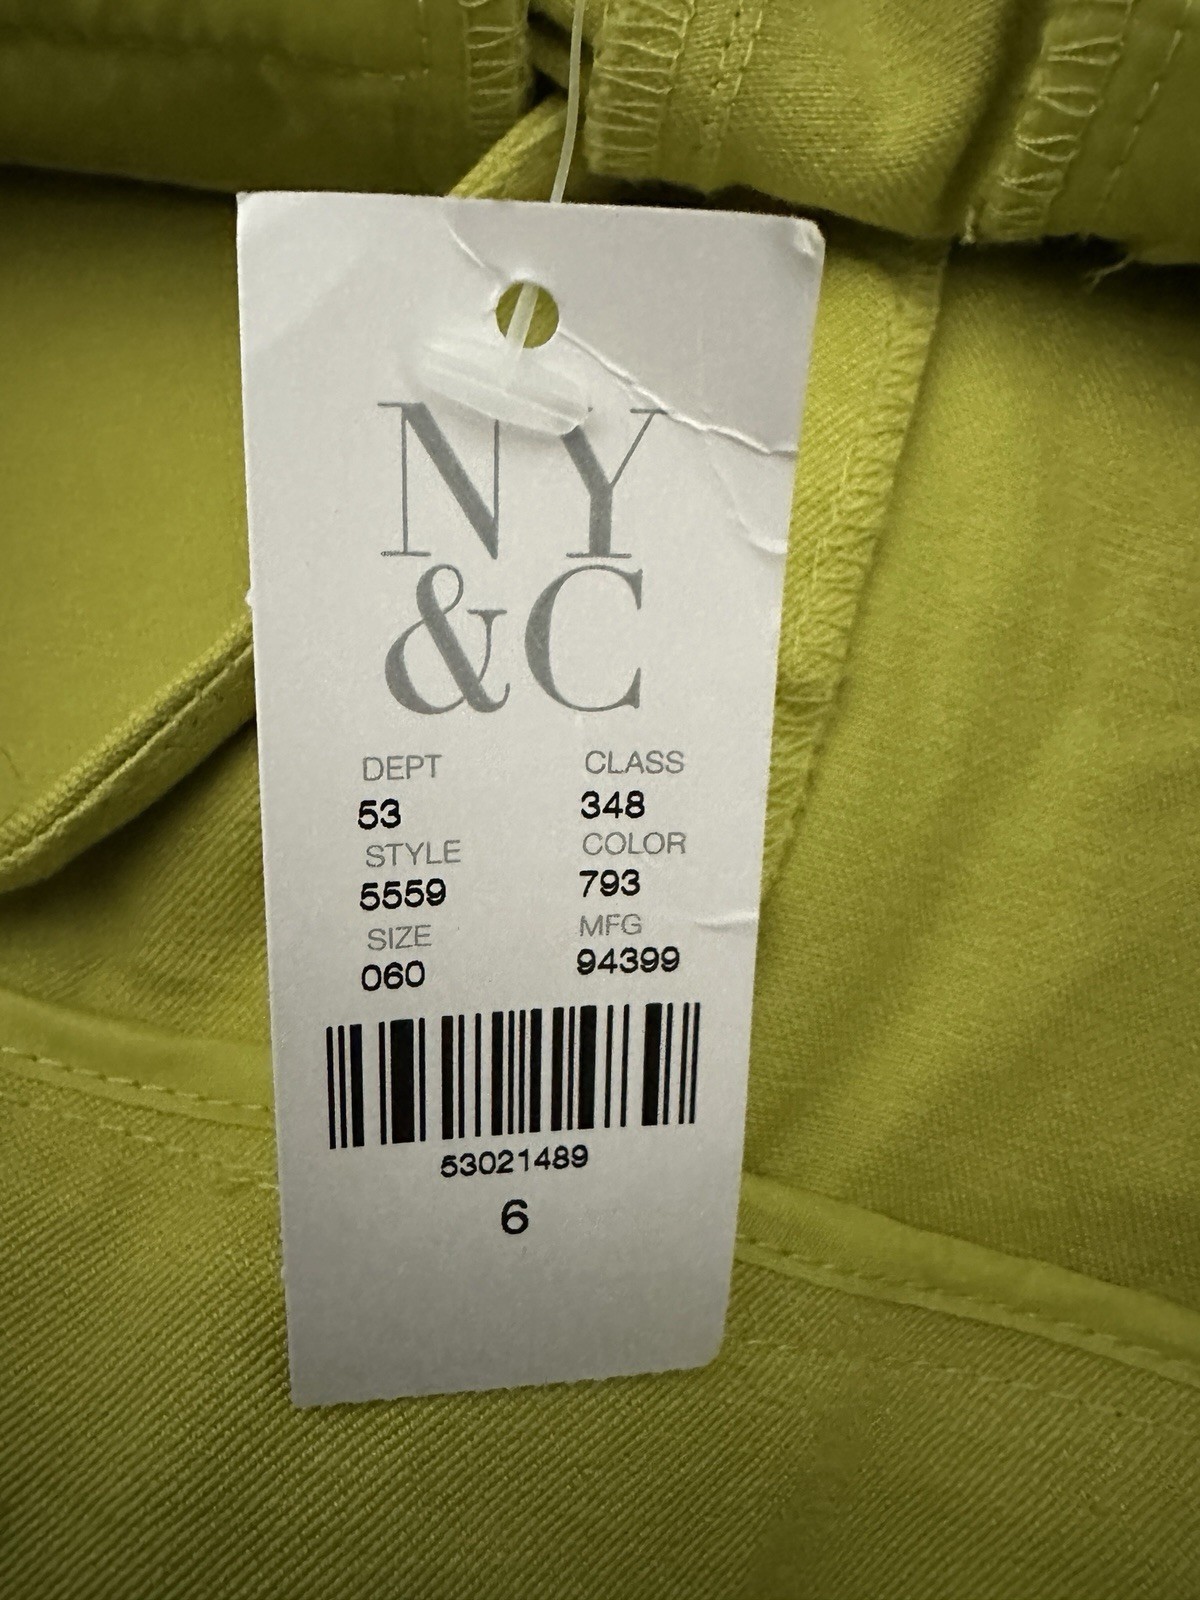 NY
&C
DEPT CLASS
53 348
STYLE COLOR
5559 793
SIZE MFG
060 94399
53021489
6